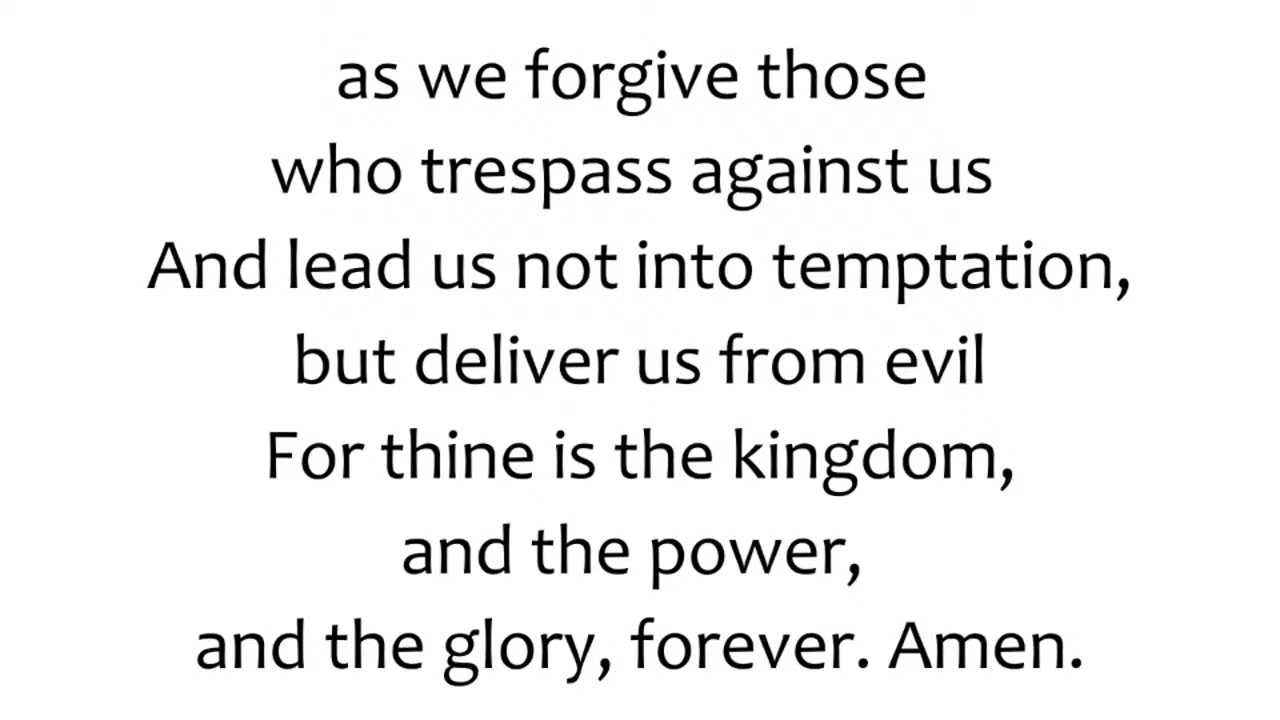 as we forgive those
who trespass against us
And lead us not into temptation,
but deliver us from evil
For thine is the kingdom,
and the power,
and the glory, forever. Amen.